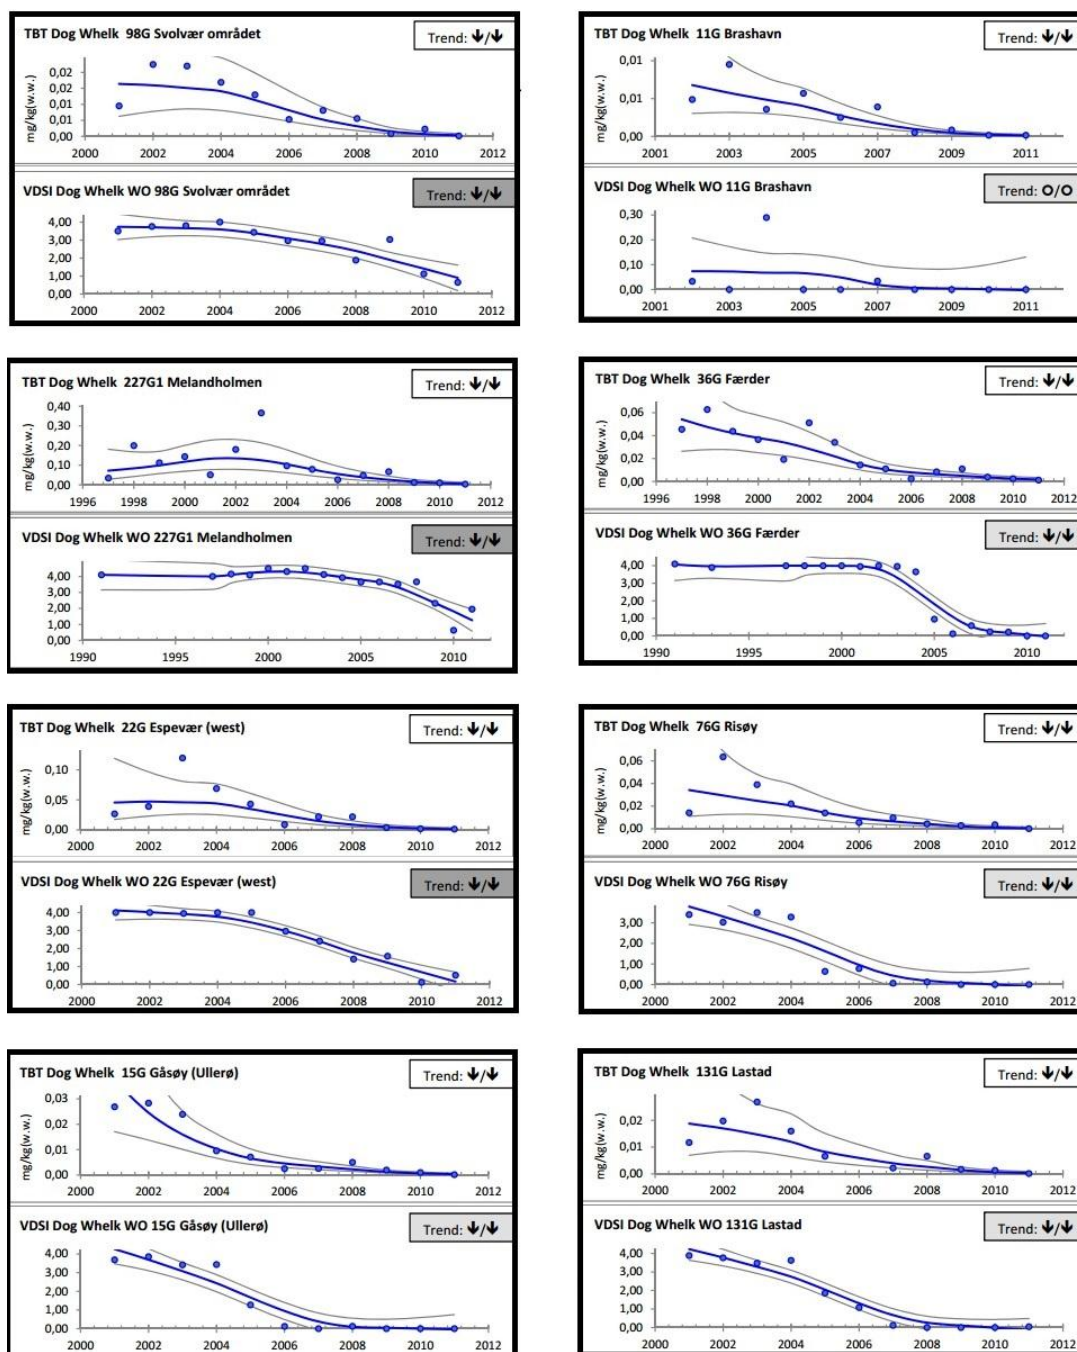 TBT Dog Whelk 98G Svolvær området
Trend: 🡻/🡻
mg/kg(w.w.)
0,02
0,02
0,01
0,01
0,00
2000 2002 2004 2006 2008 2010 2012
VDSI Dog Whelk WO 98G Svolvær området
Trend: 🡻/🡻
4,00
3,00
2,00
1,00
0,00
2000 2002 2004 2006 2008 2010 2012
TBT Dog Whelk 11G Brashavn
Trend: 🡻/🡻
mg/kg(w.w.)
0,01
0,01
0,00
2001 2003 2005 2007 2009 2011
VDSI Dog Whelk WO 11G Brashavn
Trend: O/O
0,30
0,20
0,10
0,00
2001 2003 2005 2007 2009 2011
TBT Dog Whelk 227G1 Melandholmen
Trend: 🡻/🡻
mg/kg(w.w.)
0,40
0,30
0,20
0,10
0,00
1996 1998 2000 2002 2004 2006 2008 2010 2012
VDSI Dog Whelk WO 227G1 Melandholmen
Trend: 🡻/🡻
4,00
3,00
2,00
1,00
0,00
1990 1995 2000 2005 2010
TBT Dog Whelk 36G Færder
Trend: 🡻/🡻
mg/kg(w.w.)
0,06
0,04
0,02
0,00
1996 1998 2000 2002 2004 2006 2008 2010 2012
VDSI Dog Whelk WO 36G Færder
Trend: 🡻/🡻
4,00
3,00
2,00
1,00
0,00
1990 1995 2000 2005 2010
TBT Dog Whelk 22G Espevær (west)
Trend: 🡻/🡻
mg/kg(w.w.)
0,10
0,05
0,00
2000 2002 2004 2006 2008 2010 2012
VDSI Dog Whelk WO 22G Espevær (west)
Trend: 🡻/🡻
4,00
3,00
2,00
1,00
0,00
2000 2002 2004 2006 2008 2010 2012
TBT Dog Whelk 76G Risøy
Trend: 🡻/🡻
mg/kg(w.w.)
0,06
0,04
0,02
0,00
2000 2002 2004 2006 2008 2010 2012
VDSI Dog Whelk WO 76G Risøy
Trend: 🡻/🡻
3,00
2,00
1,00
0,00
2000 2002 2004 2006 2008 2010 2012
TBT Dog Whelk 15G Gåsøy (Ullerø)
Trend: 🡻/🡻
mg/kg(w.w.)
0,03
0,02
0,01
0,00
2000 2002 2004 2006 2008 2010 2012
VDSI Dog Whelk WO 15G Gåsøy (Ullerø)
Trend: 🡻/🡻
4,00
3,00
2,00
1,00
0,00
2000 2002 2004 2006 2008 2010 2012
TBT Dog Whelk 131G Lastad
Trend: 🡻/🡻
mg/kg(w.w.)
0,02
0,01
0,00
2000 2002 2004 2006 2008 2010 2012
VDSI Dog Whelk WO 131G Lastad
Trend: 🡻/🡻
4,00
3,00
2,00
1,00
0,00
2000 2002 2004 2006 2008 2010 2012